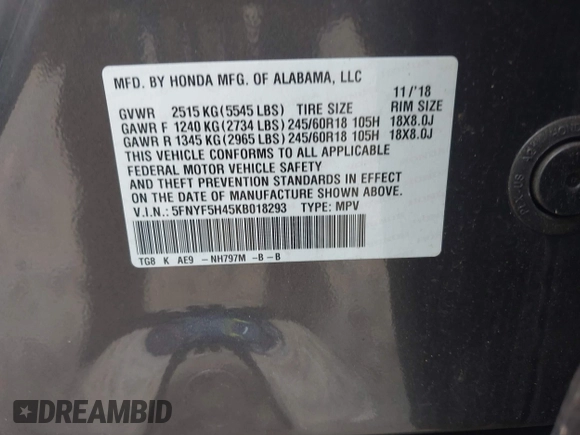 MFD. BY HONDA MFG. OF ALABAMA, LLC
11/'18
GVWR 2515 KG (5545 LBS) TIRE SIZE RIM SIZE
GAWR F 1240 KG (2734 LBS) 245/60R18 105H 18X8.0J
GAWR R 1345 KG (2965 LBS) 245/60R18 105H 18X8.0J
THIS VEHICLE CONFORMS TO ALL APPLICABLE
FEDERAL MOTOR VEHICLE SAFETY
AND THEFT PREVENTION STANDARDS IN EFFECT
ON THE DATE OF MANUFACTURE SHOWN ABOVE.
V.I.N.: 5FNYF5H45KB018293 TYPE: MPV
TG8 K AE9 -NH797M -B -B
DREAMBID